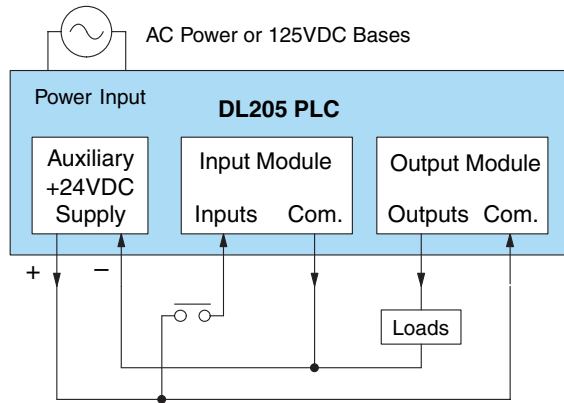 AC Power or 125VDC Bases
Power Input
DL205 PLC
Auxiliary
+24VDC
Supply
Input Module
Inputs Com.
Output Module
Outputs Com.
+ –
Loads